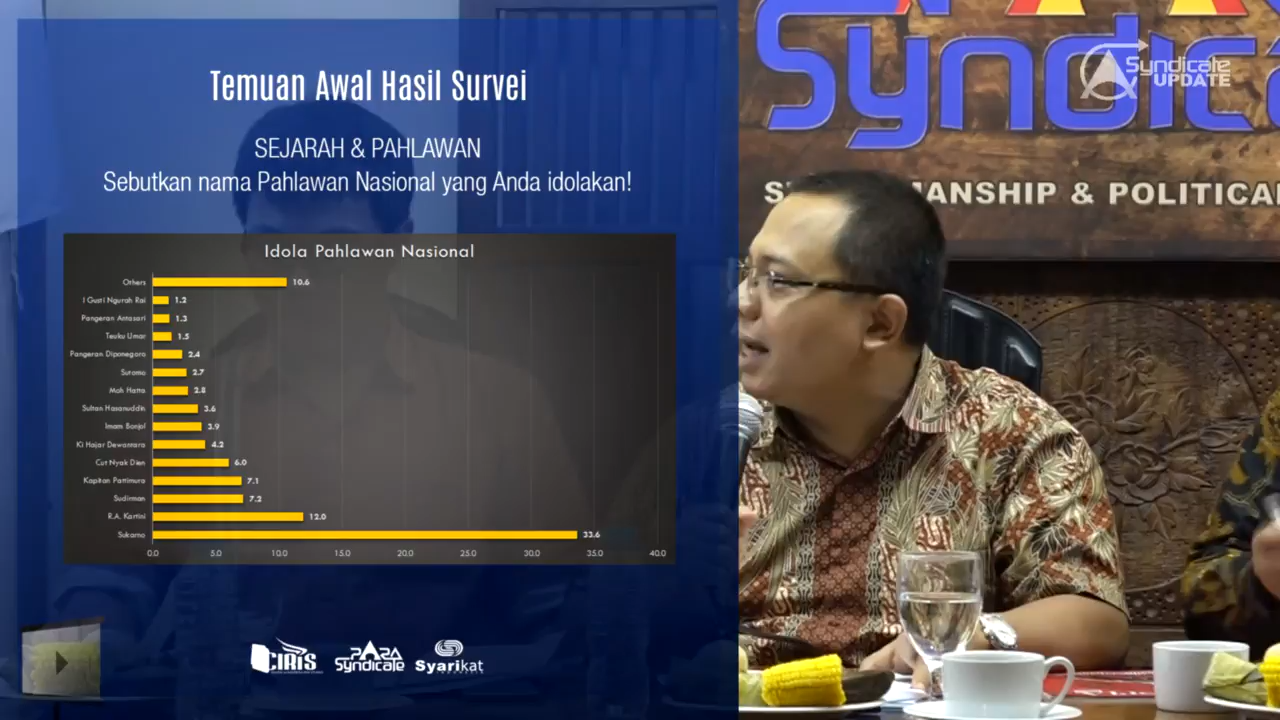 Temuan Awal Hasil Survei
SEJARAH & PAHLAWAN
Sebutkan nama Pahlawan Nasional yang Anda idolakan!
Idola Pahlawan Nasional
Others 10.6
I Gusti Ngurah Rai 1.2
Pangeran Antasari 1.3
Teuku Umar 1.5
Pangeran Diponegoro 2.4
Sutomo 2.7
Moh Hatta 2.8
Sultan Hasanuddin 3.6
Imam Bonjol 3.9
Ki Hajar Dewantara 4.2
Cut Nyak Dien 6.0
Kapitan Pattimura 7.1
Sudirman 7.2
R.A. Kartini 12.0
Sukarno 33.6
0.0 5.0 10.0 15.0 20.0 25.0 30.0 35.0 40.0
CIRIS
PARA
Syndicate
Syarikat
Syndicate
UPDATE
Syndica
MANSHIP & POLITICAL